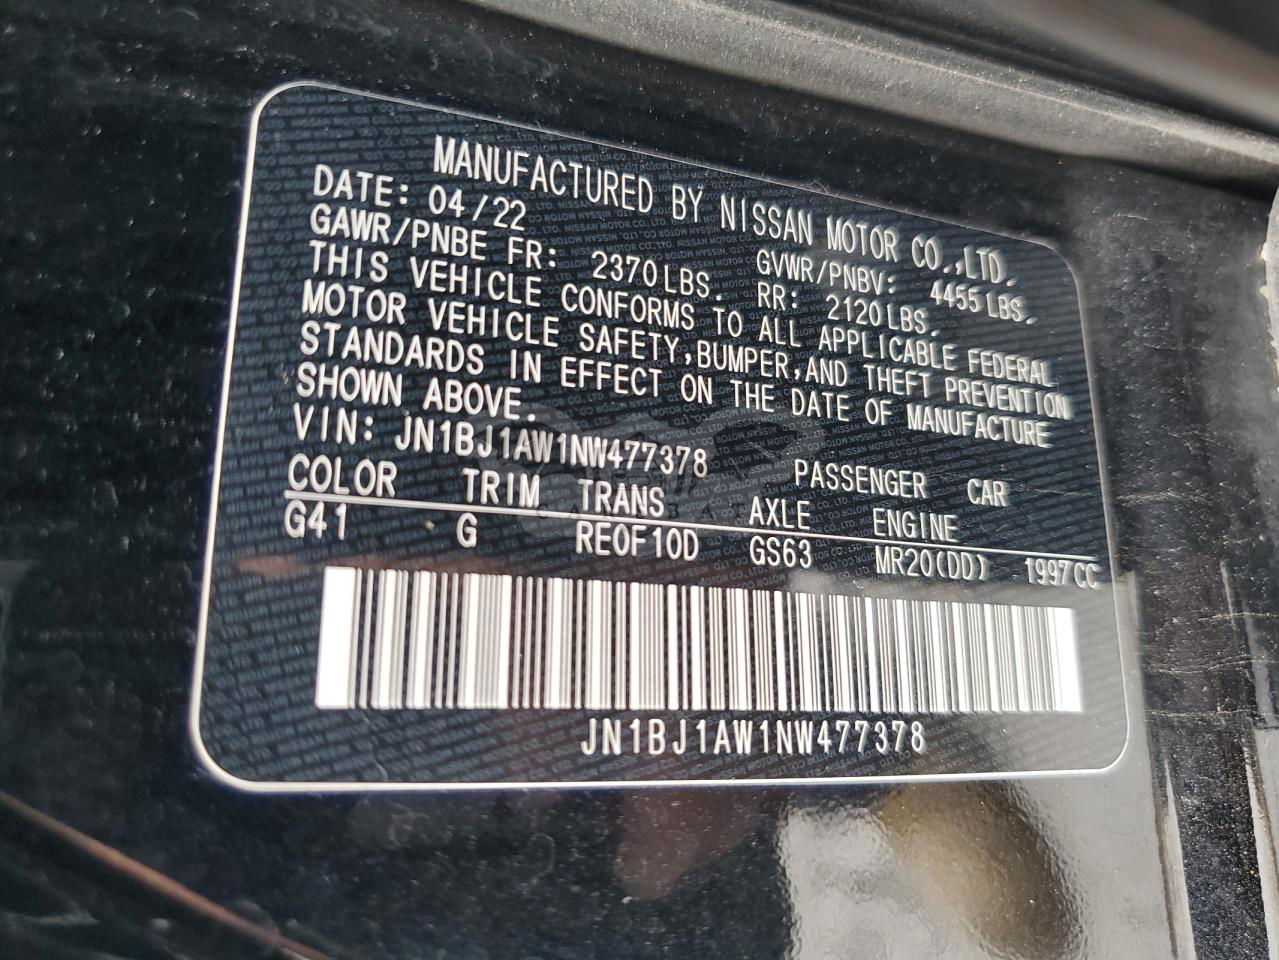 MANUFACTURED BY NISSAN MOTOR CO.,LTD.
DATE: 04/22 GVWR/PNBV: 4455LBS.
GAWR/PNBE FR: 2370LBS. RR: 2120LBS.
THIS VEHICLE CONFORMS TO ALL APPLICABLE FEDERAL
MOTOR VEHICLE SAFETY,BUMPER,AND THEFT PREVENTION
STANDARDS IN EFFECT ON THE DATE OF MANUFACTURE
SHOWN ABOVE.
VIN: JN1BJ1AW1NW477378 PASSENGER CAR
COLOR TRIM TRANS AXLE ENGINE
G41 G RE0F10D GS63 MR20(DD) 1997CC
JN1BJ1AW1NW477378